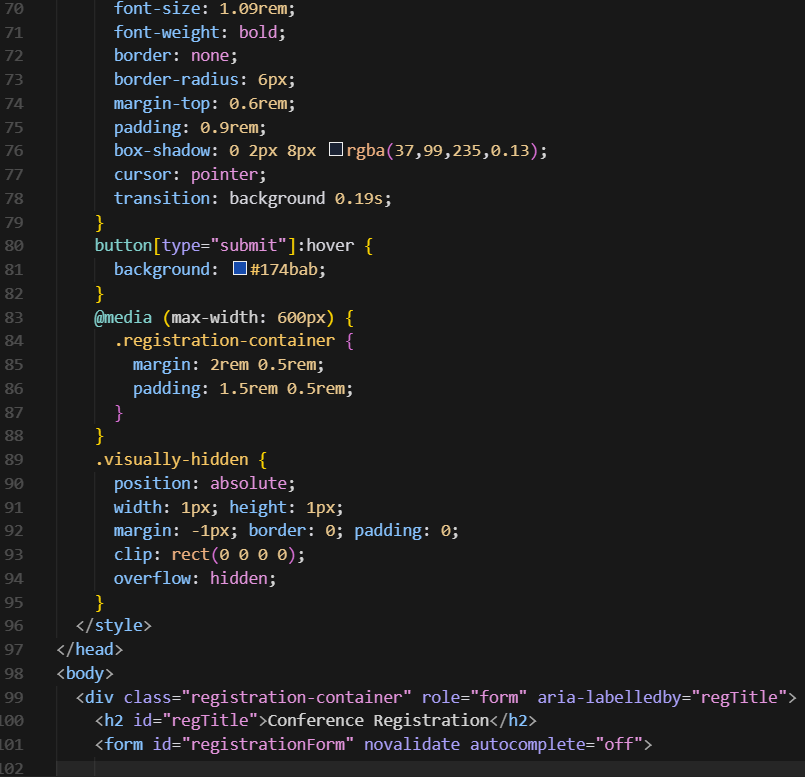 70 font-size: 1.09rem;
71 font-weight: bold;
72 border: none;
73 border-radius: 6px;
74 margin-top: 0.6rem;
75 padding: 0.9rem;
76 box-shadow: 0 2px 8px rgba(37,99,235,0.13);
77 cursor: pointer;
78 transition: background 0.19s;
79 }
80 button[type="submit"]:hover {
81 background: #174bab;
82 }
83 @media (max-width: 600px) {
84 .registration-container {
85 margin: 2rem 0.5rem;
86 padding: 1.5rem 0.5rem;
87 }
88 }
89 .visually-hidden {
90 position: absolute;
91 width: 1px; height: 1px;
92 margin: -1px; border: 0; padding: 0;
93 clip: rect(0 0 0 0);
94 overflow: hidden;
95 }
96 </style>
97 </head>
98 <body>
99 <div class="registration-container" role="form" aria-labelledby="regTitle">
100 <h2 id="regTitle">Conference Registration</h2>
101 <form id="registrationForm" novalidate autocomplete="off">
102